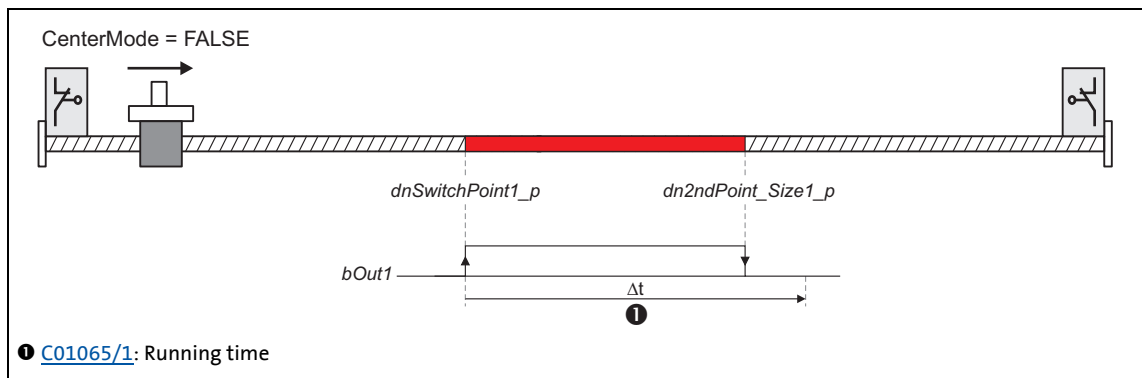 CenterMode = FALSE
dnSwitchPoint1_p
dn2ndPoint_Size1_p
bOut1
Δt
❶
❶ C01065/1: Running time